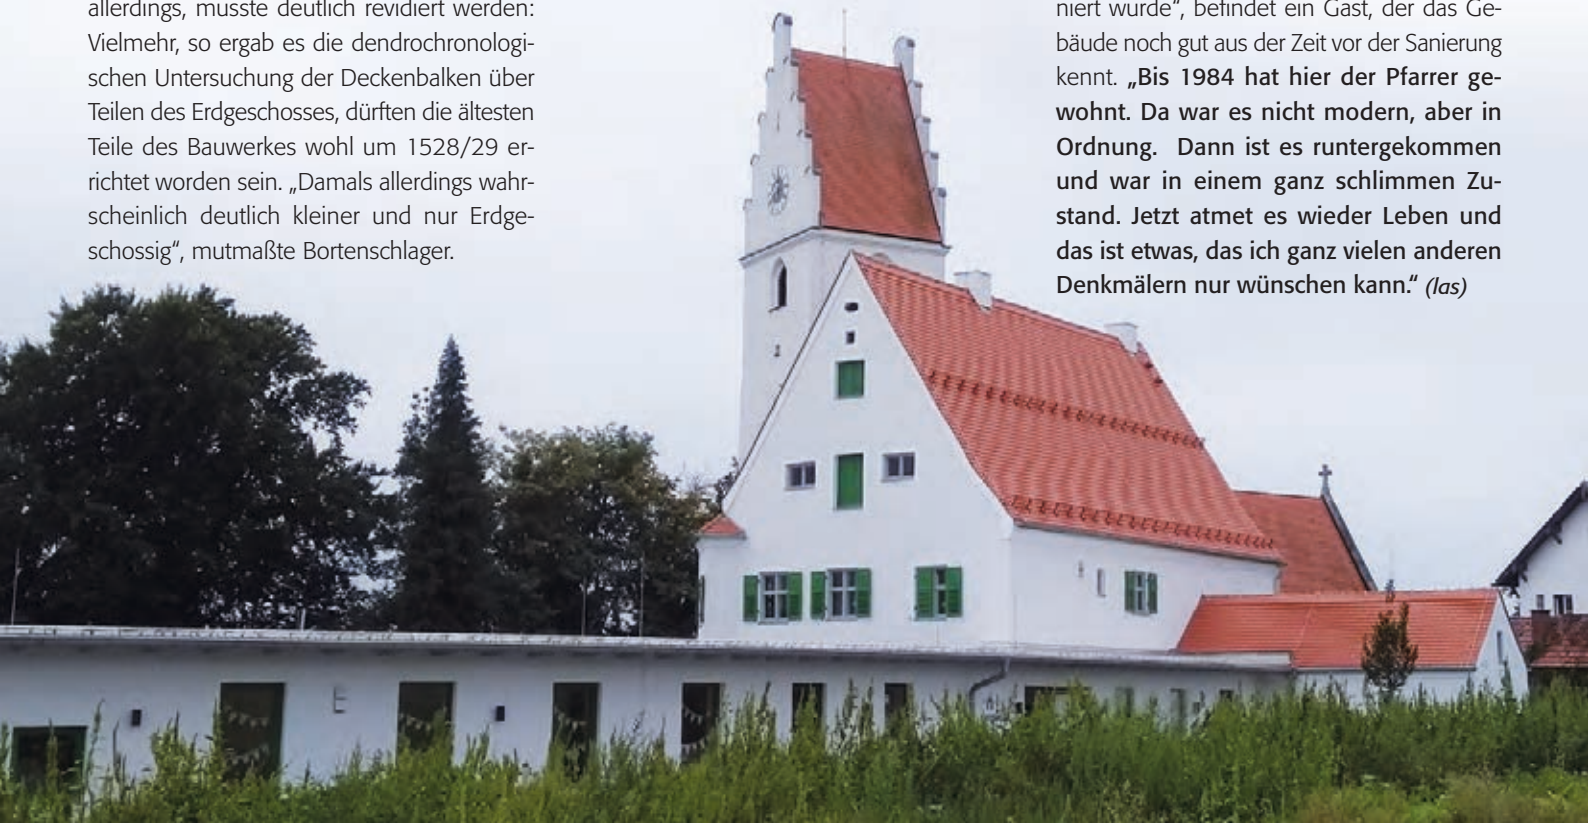 allerdings, musste deutlich revidiert werden:
Vielmehr, so ergab es die dendrochronologi-
schen Untersuchung der Deckenbalken über
Teilen des Erdgeschosses, dürften die ältesten
Teile des Bauwerkes wohl um 1528/29 er-
richtet worden sein. „Damals allerdings wahr-
scheinlich deutlich kleiner und nur Erdge-
schossig“, mutmaßte Bortenschlager.
niert wurde“, befindet ein Gast, der das Ge-
bäude noch gut aus der Zeit vor der Sanierung
kennt. „Bis 1984 hat hier der Pfarrer ge-
wohnt. Da war es nicht modern, aber in
Ordnung. Dann ist es runtergekommen
und war in einem ganz schlimmen Zu-
stand. Jetzt atmet es wieder Leben und
das ist etwas, das ich ganz vielen anderen
Denkmälern nur wünschen kann.“ (las)